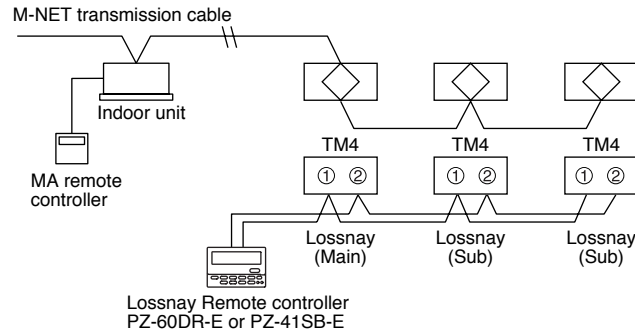 M-NET transmission cable
Indoor unit
MA remote
controller
TM4 TM4 TM4
① ② ① ② ① ②
Lossnay
(Main)
Lossnay
(Sub)
Lossnay
(Sub)
Lossnay Remote controller
PZ-60DR-E or PZ-41SB-E